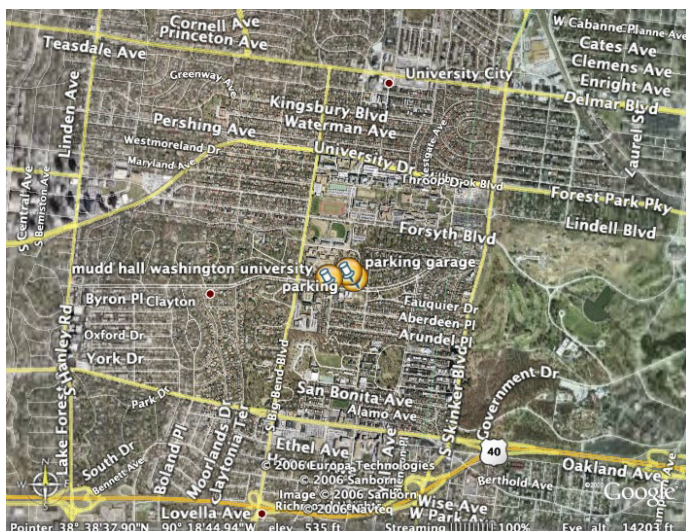 Cornell Ave
Princeton Ave
Teasdale Ave
W Cabanne
Planne Ave
Cates Ave
Clemens Ave
Enright Ave
Delmar Blvd
Greenway Ave
University City
Linden Ave
Kingsbury Blvd
Waterman Ave
Pershing Ave
Westmoreland Dr
Maryland Ave
University Dr
Laurel St
Forest Park Pky
S Central Ave
S Bemiston Ave
Forsyth Blvd
Lindell Blvd
mudd hall washington university
parking garage
parking
Byron Pl
Clayton
Fauquier Dr
Aberdeen Pl
Arundel Pl
Oxford Dr
York Dr
Lake Forest
S Hanley Rd
S Big Bend Blvd
S Skinker Blvd
Government Dr
Park Dr
San Bonita Ave
Alamo Ave
South Dr
Bennett Ave
Boland Pl
Moorlands Dr
Claytonia Ter
Ethel Ave
40
Oakland Ave
Berthold Ave
© 2006 Europa Technologies
© 2006 Sanborn
Image © 2006 Sanborn
© 2006 NavTeq
Google
Lovella Ave
Wise Ave
W Park Ave
Pointer 38° 38'37.90" N 90° 18'44.94" W elev 535 ft Streaming 100% Eye alt 14203 ft